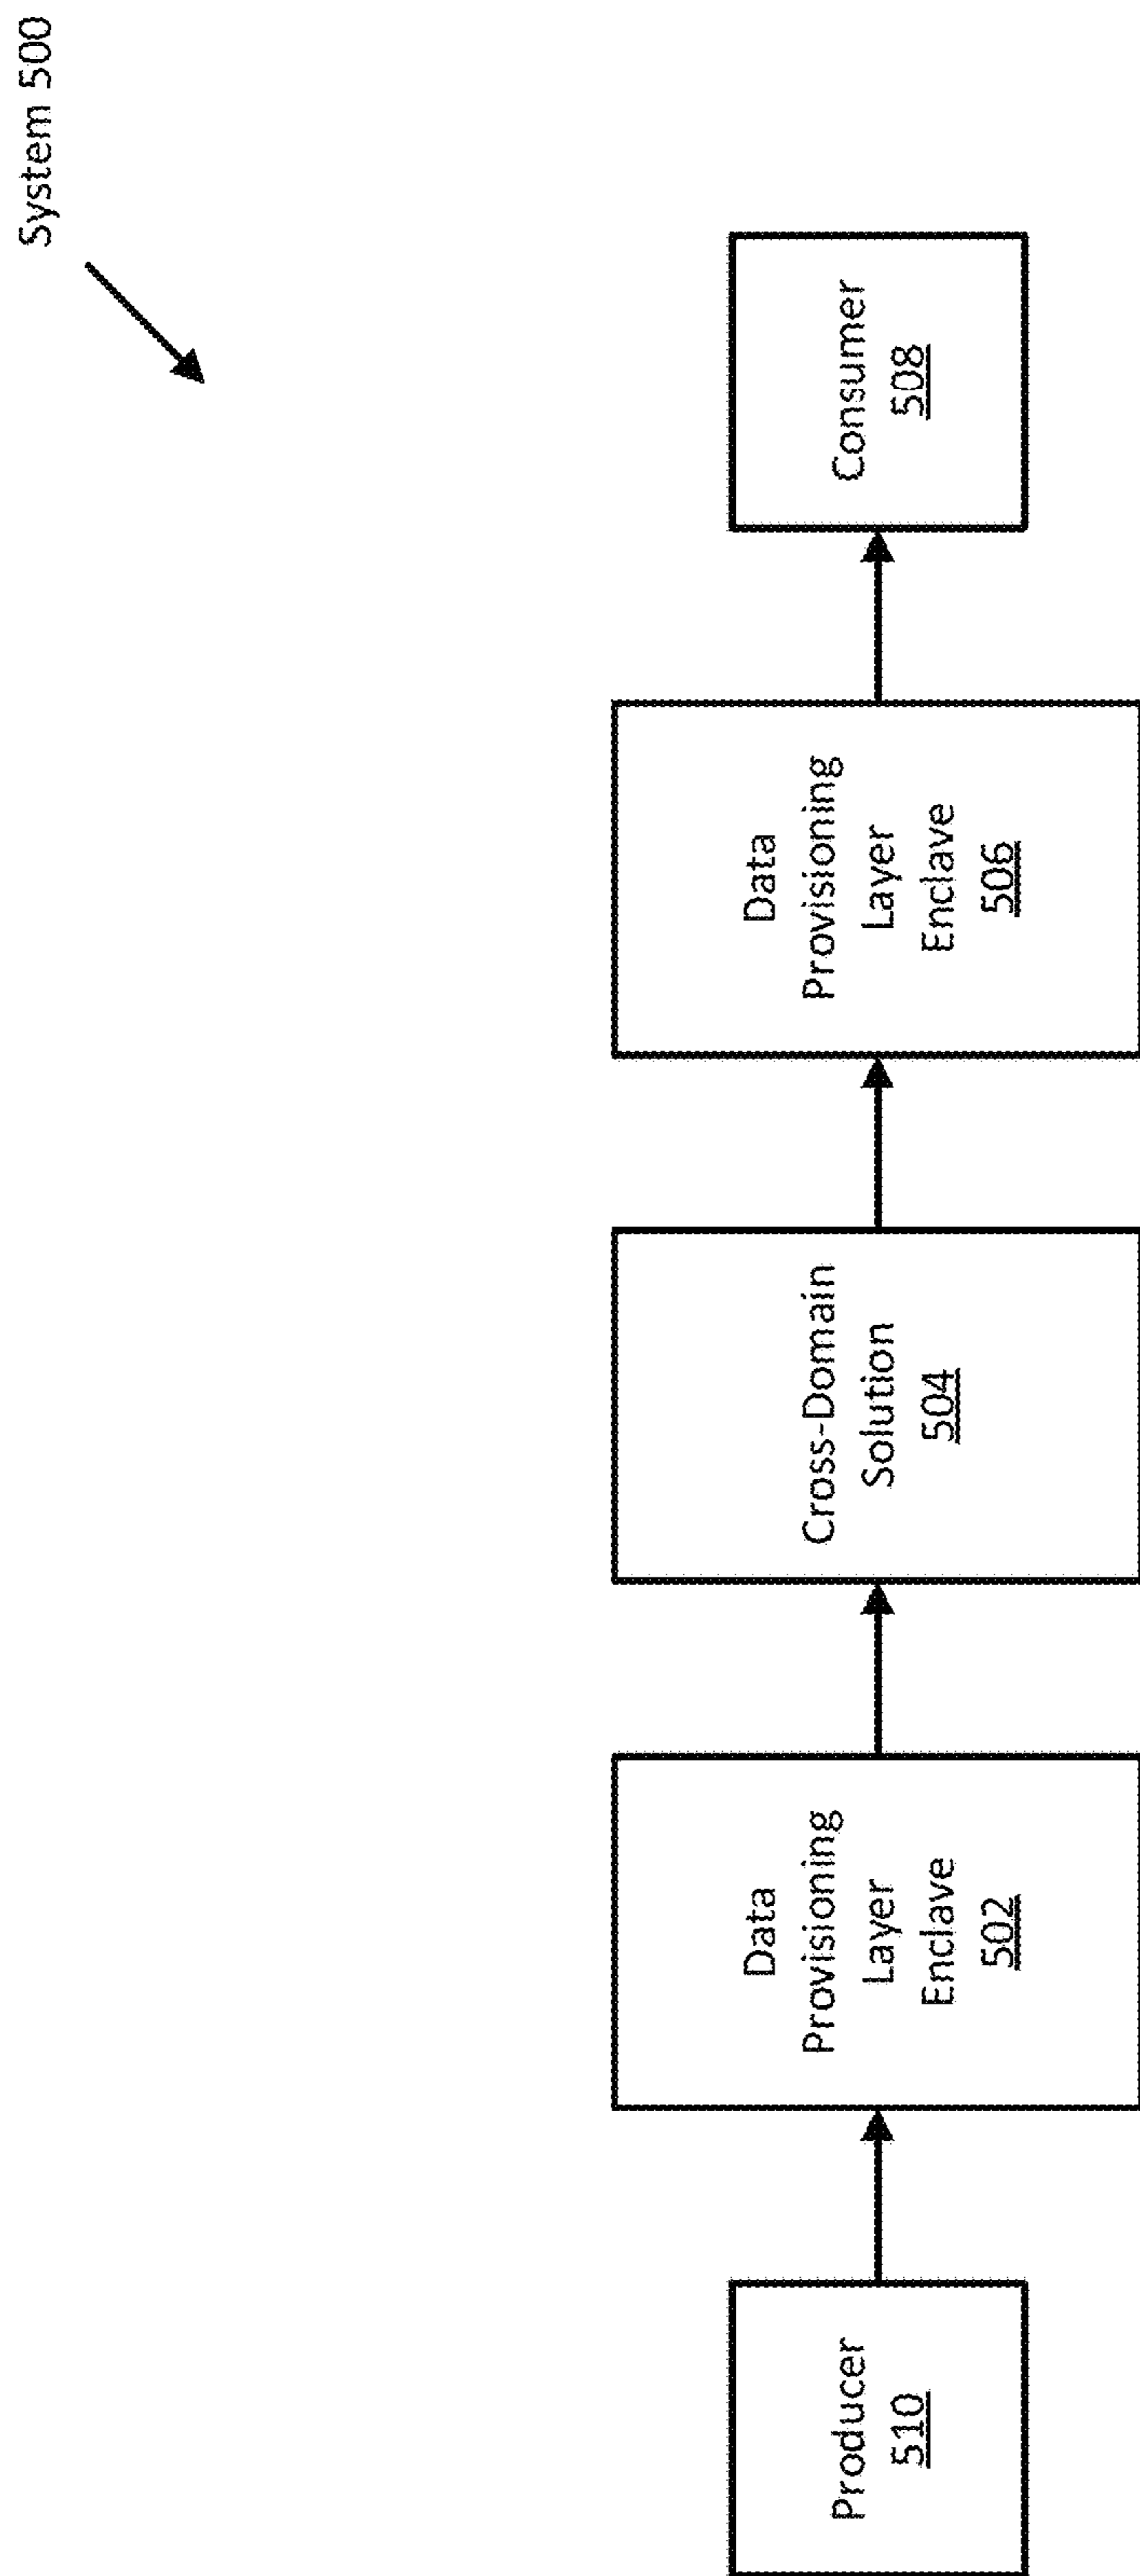 System 500
Producer
510
Data
Provisioning
Layer
Enclave
502
Cross-Domain
Solution
504
Data
Provisioning
Layer
Enclave
506
Consumer
508